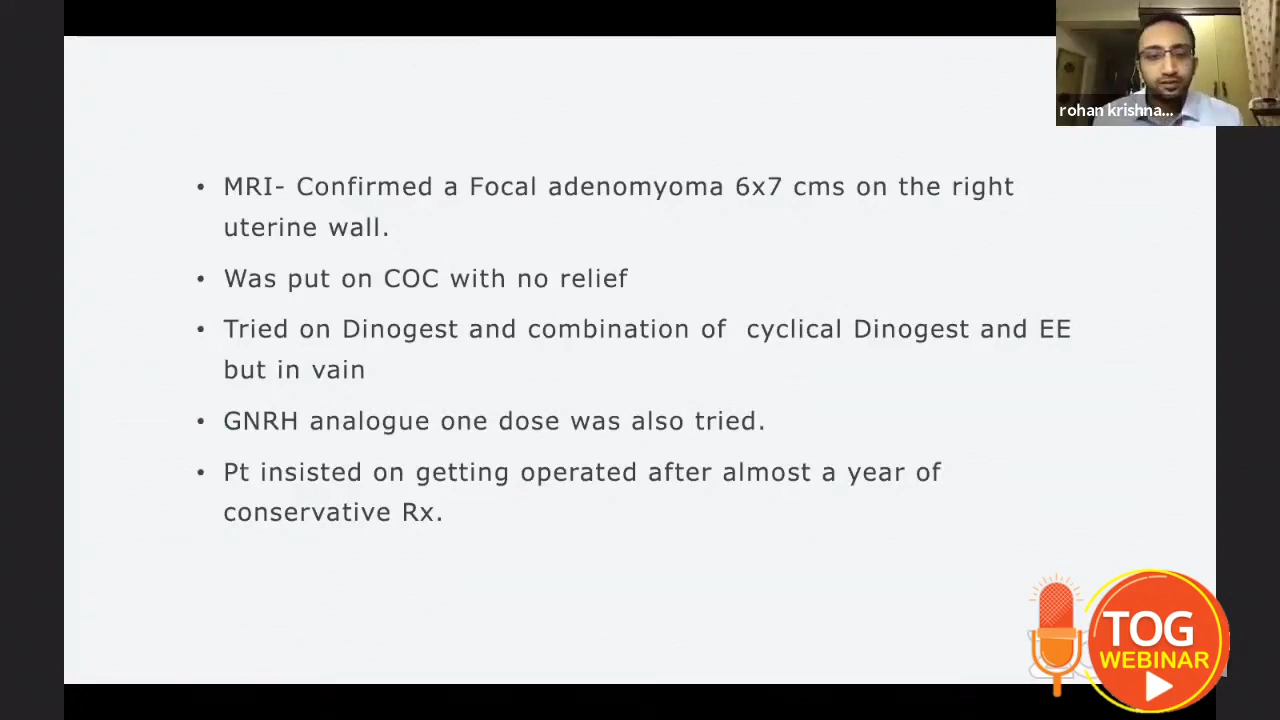 rohan krishna...
• MRI- Confirmed a Focal adenomyoma 6x7 cms on the right
uterine wall.
• Was put on COC with no relief
• Tried on Dinogest and combination of cyclical Dinogest and EE
but in vain
• GNRH analogue one dose was also tried.
• Pt insisted on getting operated after almost a year of
conservative Rx.
TOG
WEBINAR